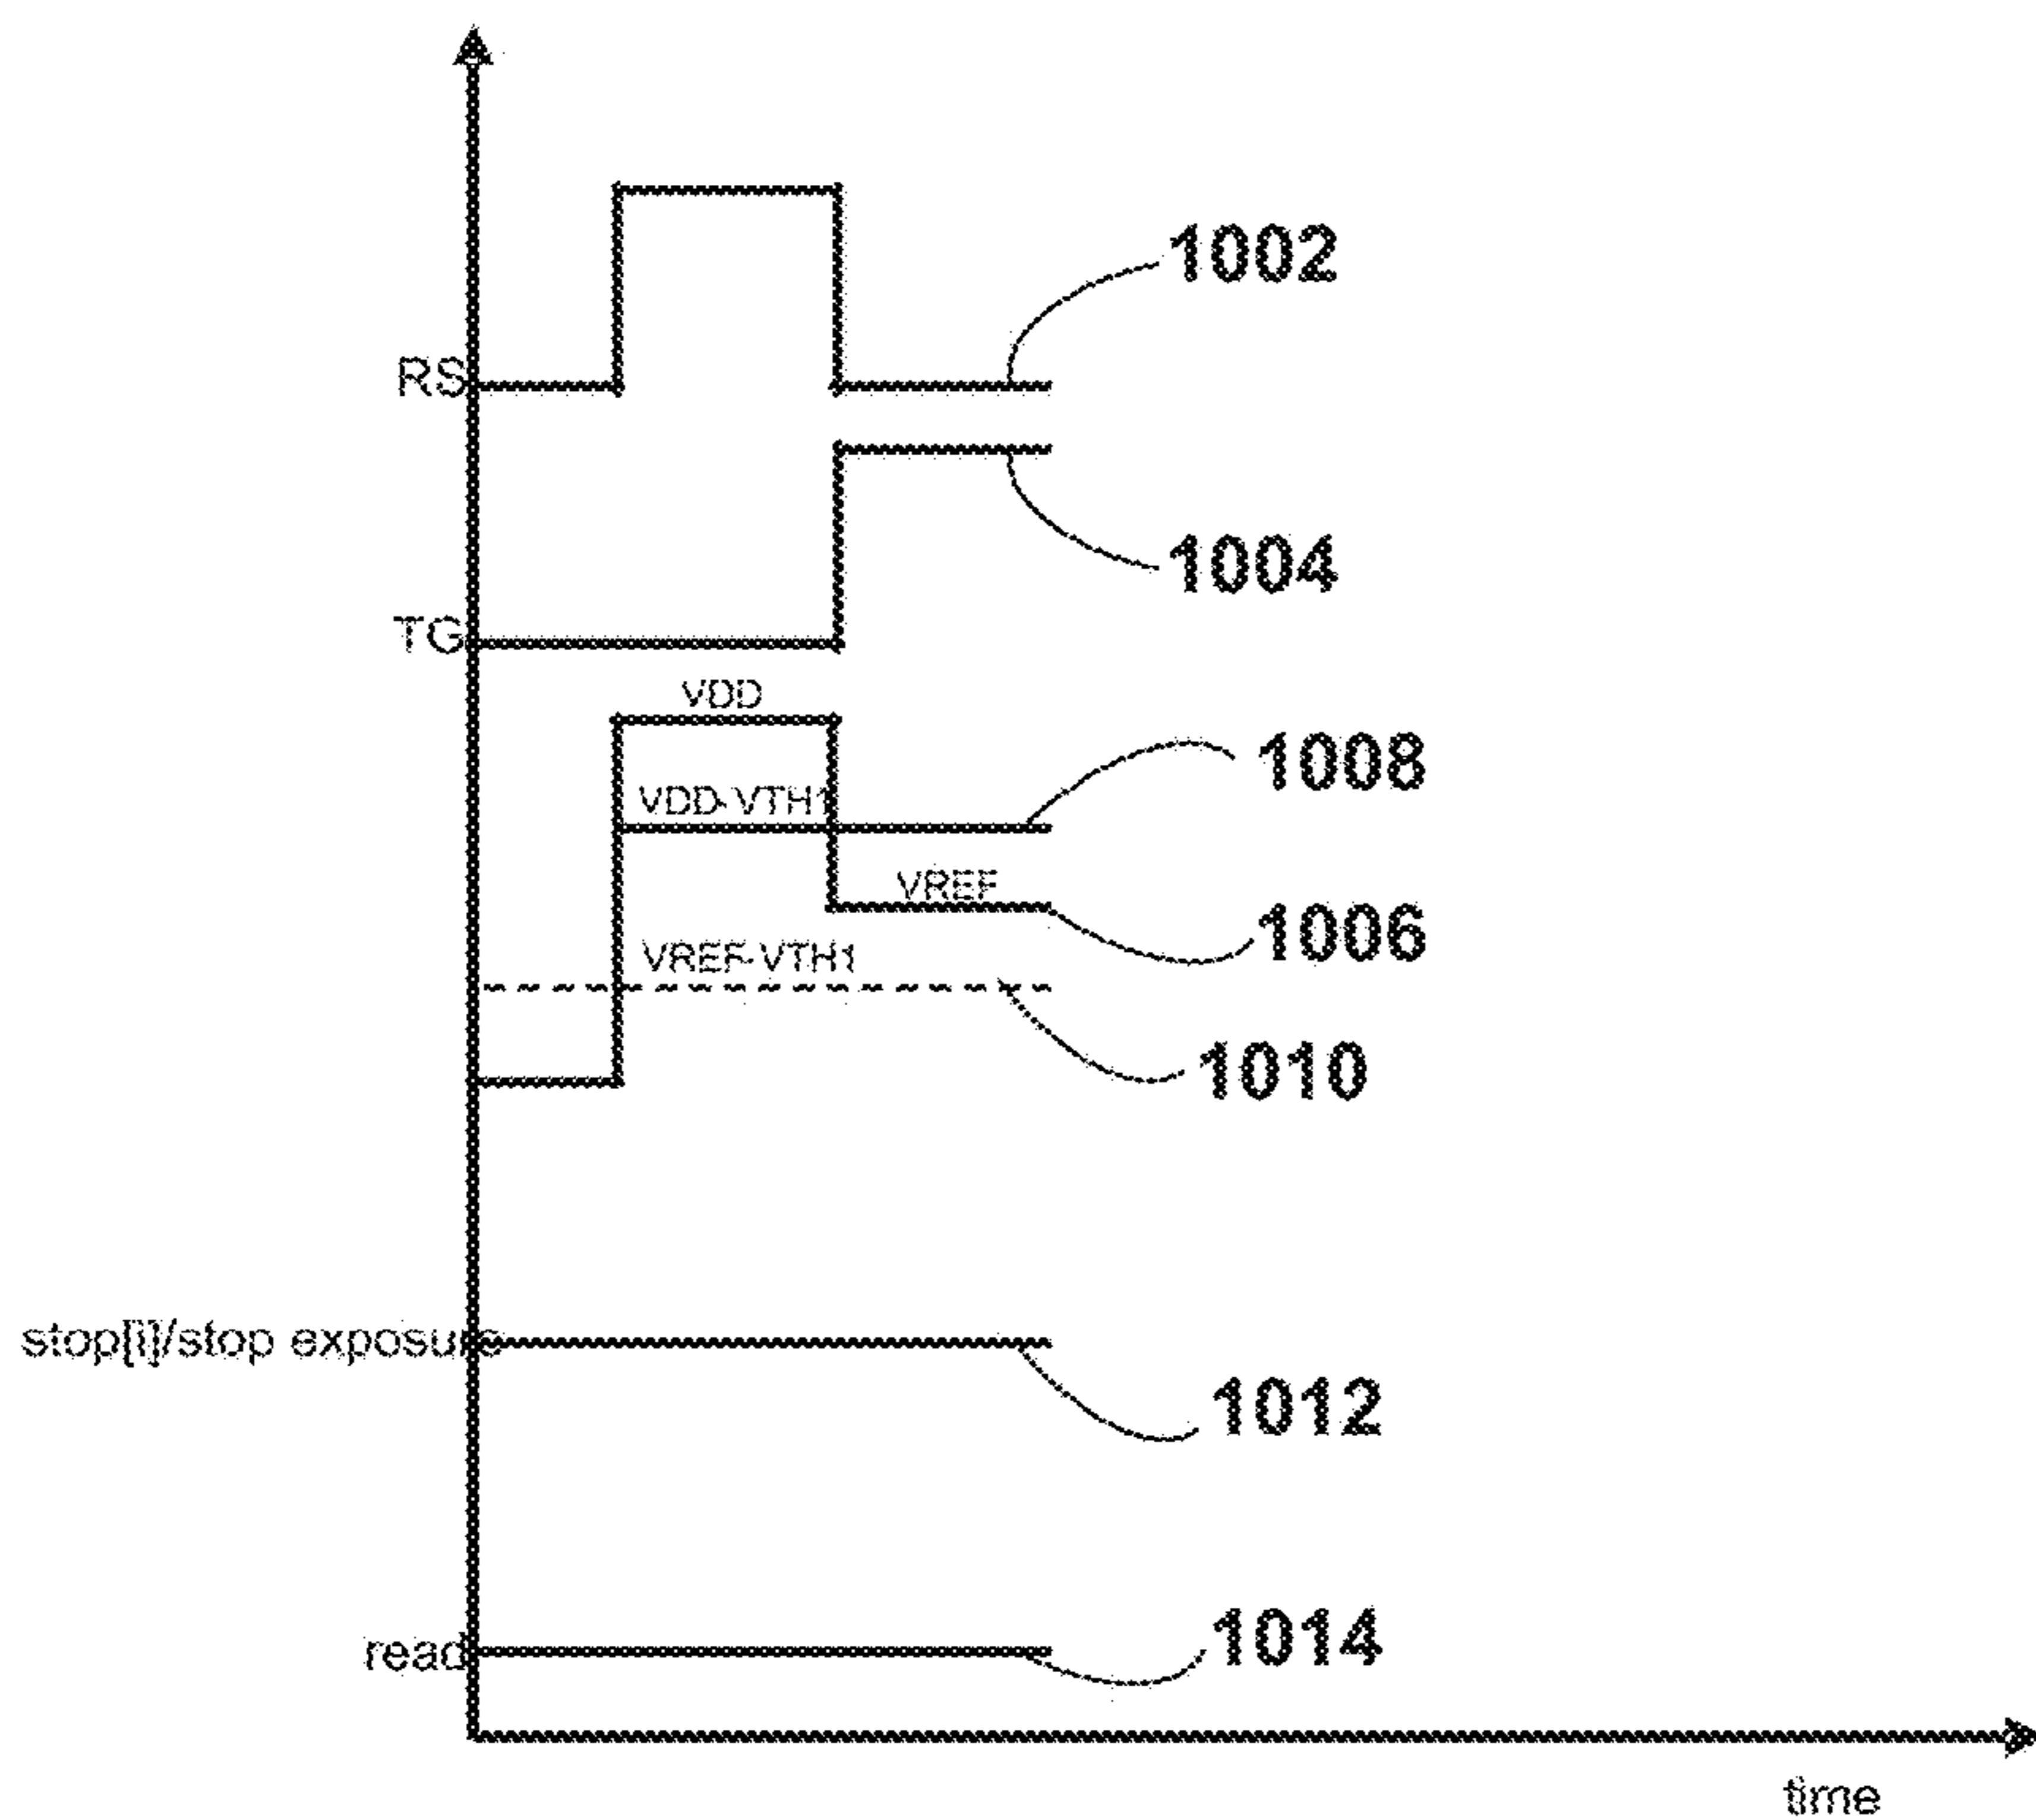 1002
RS
1004
TG
VDD
1008
VDD-VTH1
VREF
1006
VREF-VTH1
1010
stop[i]/stop exposure
1012
1014
read
time